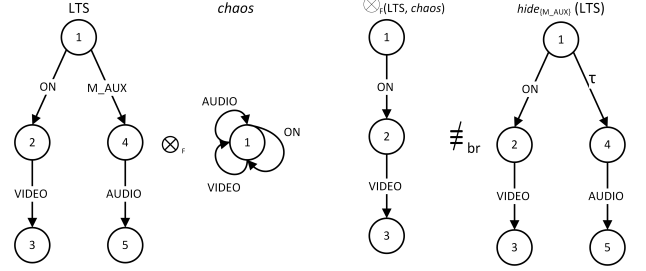 LTS
chaos
⊗F(LTS, chaos)
hide{M_AUX} (LTS)
1
1
1
ON
M_AUX
AUDIO
ON
ON
τ
2
4
⊗F
1
ON
2
≢br
2
4
VIDEO
AUDIO
VIDEO
VIDEO
VIDEO
AUDIO
3
5
3
3
5